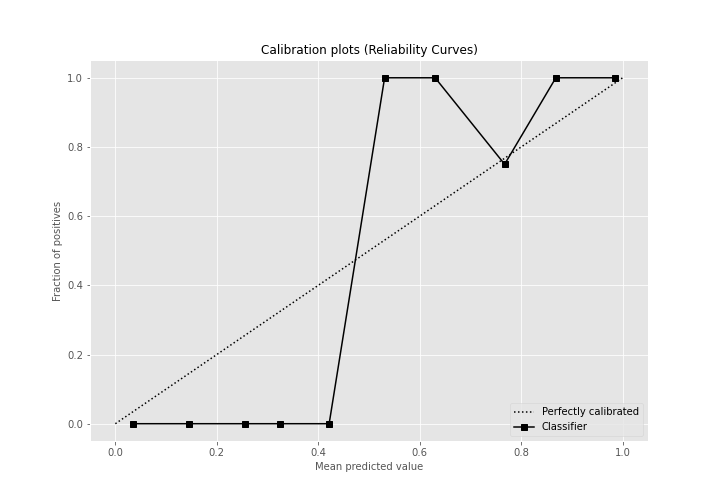 Calibration plots (Reliability Curves)
1.0
0.8
0.6
0.4
0.2
0.0
Fraction of positives
0.0 0.2 0.4 0.6 0.8 1.0
Mean predicted value
Perfectly calibrated
Classifier